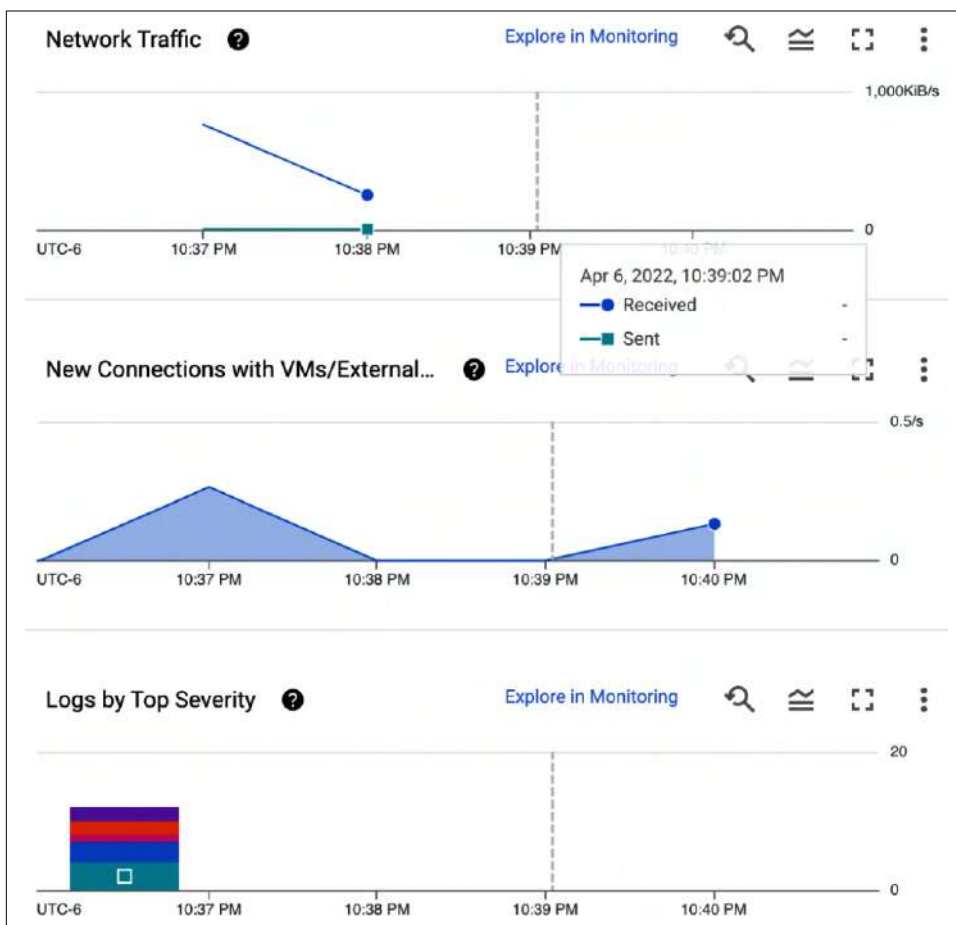 Network Traffic ? Explore in Monitoring
1,000KiB/s
0
UTC-6 10:37 PM 10:38 PM 10:39 PM 10:40 PM
Apr 6, 2022, 10:39:02 PM
Received -
Sent -
New Connections with VMs/External... ? Explore in Monitoring
0.5/s
0
UTC-6 10:37 PM 10:38 PM 10:39 PM 10:40 PM
Logs by Top Severity ? Explore in Monitoring
20
0
UTC-6 10:37 PM 10:38 PM 10:39 PM 10:40 PM